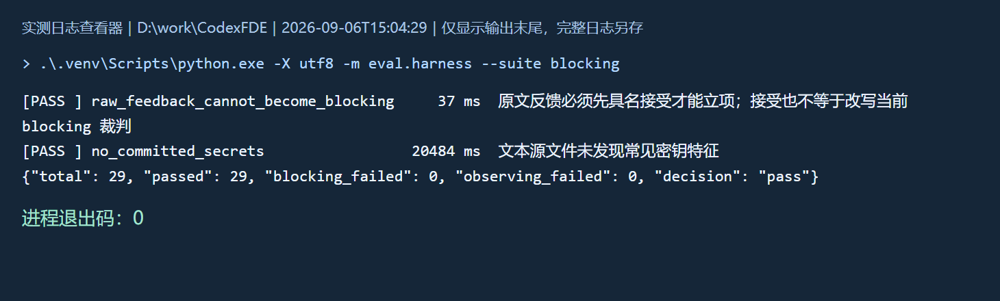 实测日志查看器 | D:\work\CodexFDE | 2026-09-06T15:04:29 | 仅显示输出末尾，完整日志另存
> .\.venv\Scripts\python.exe -X utf8 -m eval.harness --suite blocking
[PASS ] raw_feedback_cannot_become_blocking     37 ms  原文反馈必须先具名接受才能立项；接受也不等于改写当前
blocking 裁判
[PASS ] no_committed_secrets                 20484 ms  文本源文件未发现常见密钥特征
{"total": 29, "passed": 29, "blocking_failed": 0, "observing_failed": 0, "decision": "pass"}
进程退出码：0